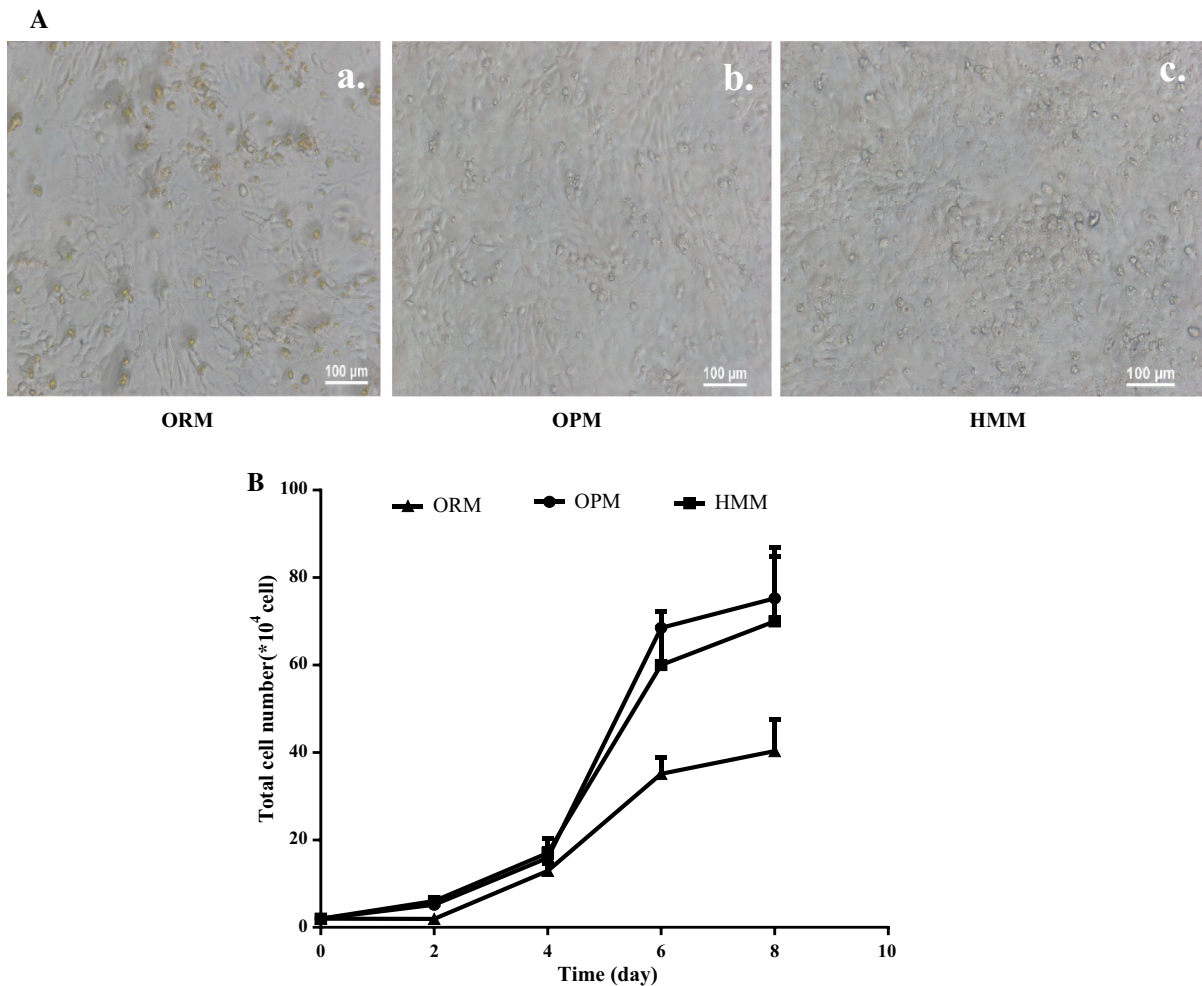 A
a.
b.
c.
100 µm
100 µm
100 µm
ORM
OPM
HMM
B
ORM
OPM
HMM
100
80
60
40
20
0
Total cell number(*10⁴ cell)
0
2
4
6
8
10
Time (day)